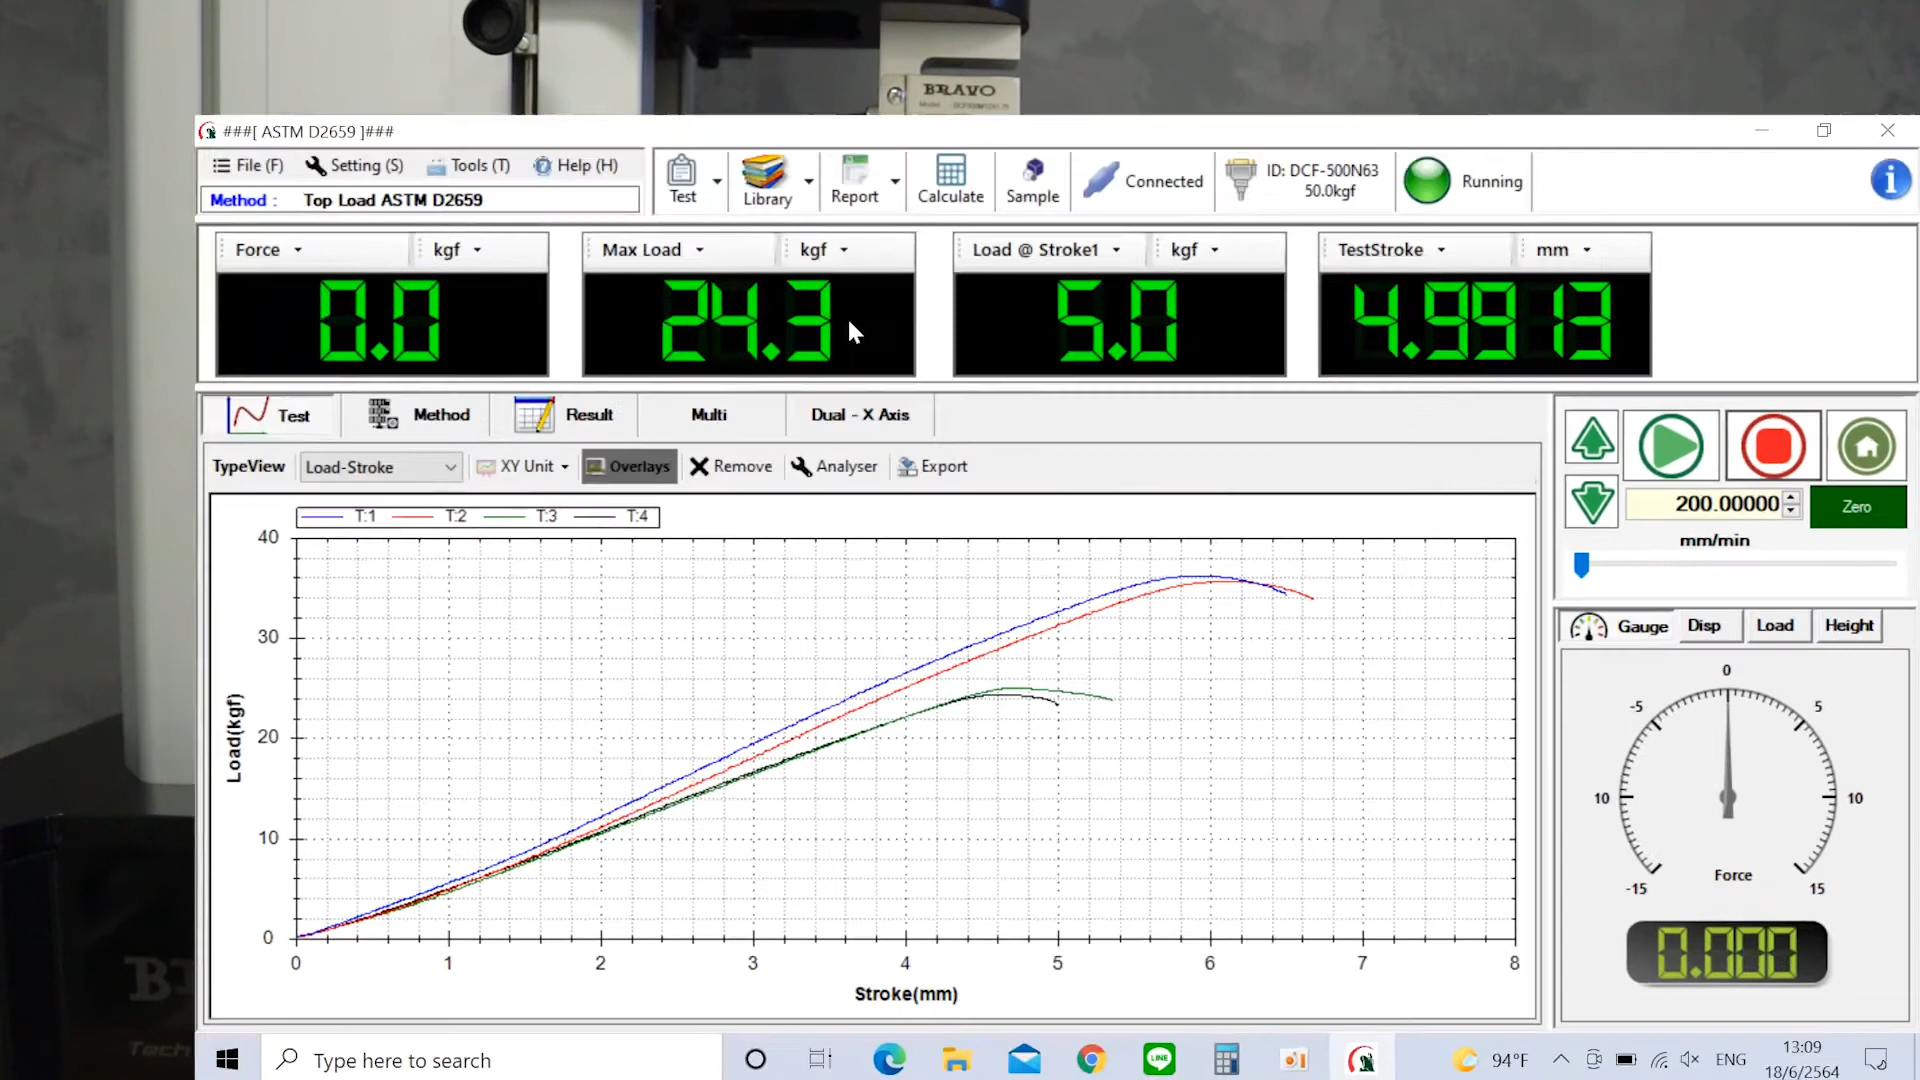 BRAVO
###[ ASTM D2659 ]###
File (F) Setting (S) Tools (T) Help (H)
Method : Top Load ASTM D2659
Test Library Report Calculate Sample Connected ID: DCF-500N63 50.0kgf Running
Force kgf Max Load kgf Load @ Stroke1 kgf TestStroke mm
0.0 24.3 5.0 4.9913
Test Method Result Multi Dual - X Axis
TypeView Load-Stroke XY Unit Overlays Remove Analyser Export
200.00000 Zero
mm/min
T:1 T:2 T:3 T:4
40
30
20
10
0
Load(kgf)
0 1 2 3 4 5 6 7 8
Stroke(mm)
Gauge Disp Load Height
0
-5 5
10 10
-15 15
Force
0.000
Type here to search
94°F ENG 13:09
18/6/2564